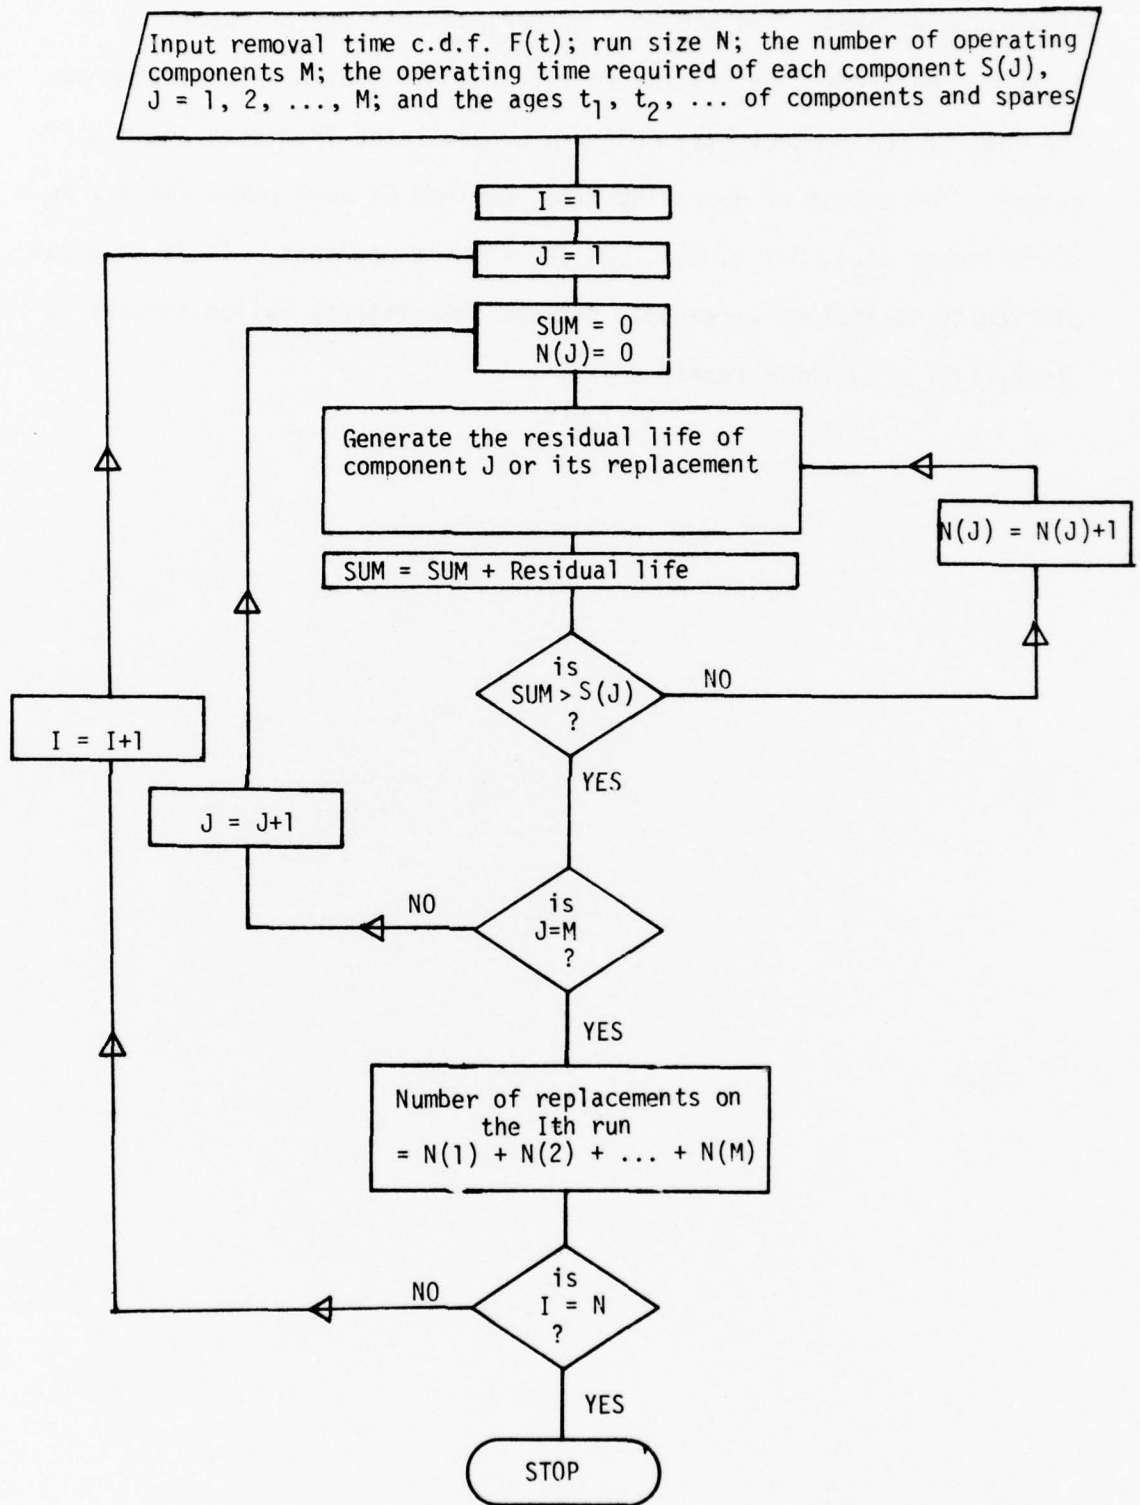 Input removal time c.d.f. F(t); run size N; the number of operating
components M; the operating time required of each component S(J),
J = 1, 2, ..., M; and the ages t₁, t₂, ... of components and spares
I = 1
J = 1
SUM = 0
N(J)= 0
Generate the residual life of
component J or its replacement
N(J) = N(J)+1
SUM = SUM + Residual life
is
SUM > S(J)
?
NO
YES
I = I+1
J = J+1
NO
is
J=M
?
YES
Number of replacements on
the Ith run
= N(1) + N(2) + ... + N(M)
NO
is
I = N
?
YES
STOP